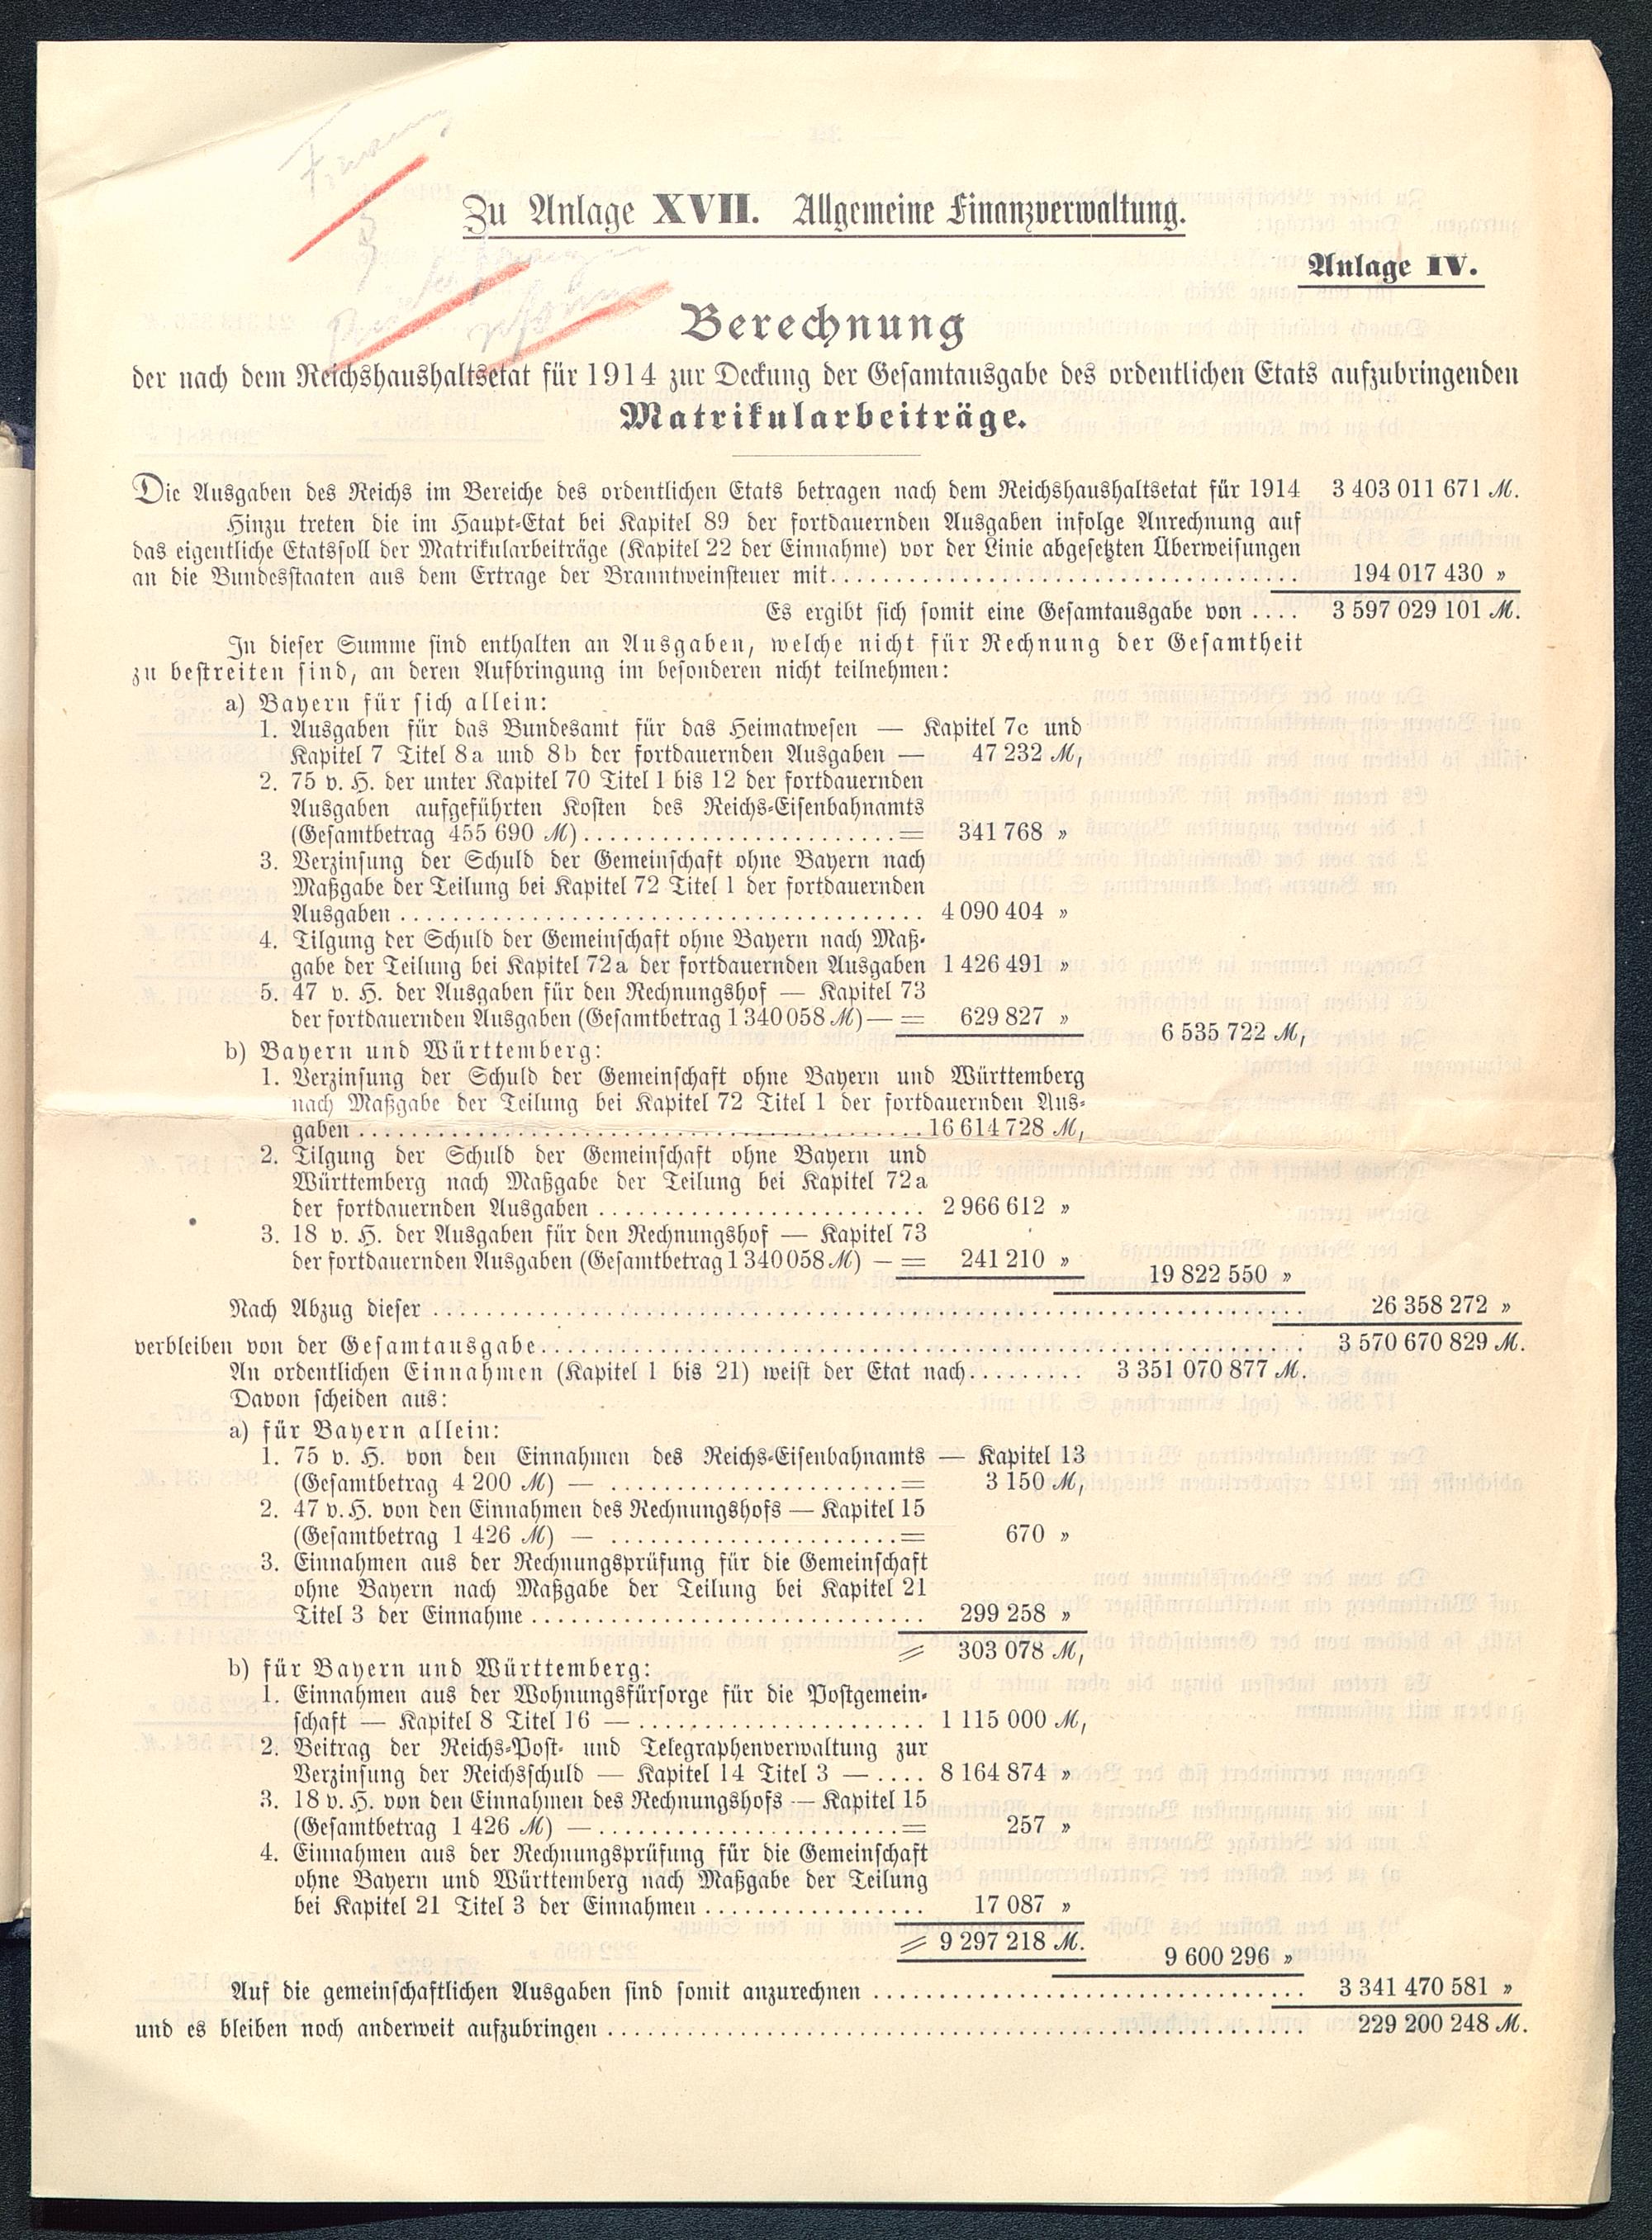 Finanz
Zu Anlage XVII. Allgemeine Finanzverwaltung.
Anlage IV.
Berechnung
der nach dem Reichshaushaltsetat für 1914 zur Deckung der Gesamtausgabe des ordentlichen Etats aufzubringenden
Matrikularbeiträge.
Die Ausgaben des Reichs im Bereiche des ordentlichen Etats betragen nach dem Reichshaushaltsetat für 1914 3 403 011 671 M.
Hinzu treten die im Haupt-Etat bei Kapitel 89 der fortdauernden Ausgaben infolge Anrechnung auf
das eigentliche Etatssoll der Matrikularbeiträge (Kapitel 22 der Einnahme) vor der Linie abgesetzten Überweisungen
an die Bundesstaaten aus dem Ertrage der Branntweinsteuer mit.......... 194 017 430 »
Es ergibt sich somit eine Gesamtausgabe von .... 3 597 029 101 M.
In dieser Summe sind enthalten an Ausgaben, welche nicht für Rechnung der Gesamtheit
zu bestreiten sind, an deren Aufbringung im besonderen nicht teilnehmen:
a) Bayern für sich allein:
1. Ausgaben für das Bundesamt für das Heimatwesen — Kapitel 7c und
Kapitel 7 Titel 8a und 8b der fortdauernden Ausgaben — 47 232 M,
2. 75 v. H. der unter Kapitel 70 Titel 1 bis 12 der fortdauernden
Ausgaben aufgeführten Kosten des Reichs-Eisenbahnamts
(Gesamtbetrag 455 690 M).......... = 341 768 »
3. Verzinsung der Schuld der Gemeinschaft ohne Bayern nach
Maßgabe der Teilung bei Kapitel 72 Titel 1 der fortdauernden
Ausgaben .......... 4 090 404 »
4. Tilgung der Schuld der Gemeinschaft ohne Bayern nach Maß-
gabe der Teilung bei Kapitel 72a der fortdauernden Ausgaben 1 426 491 »
5. 47 v. H. der Ausgaben für den Rechnungshof — Kapitel 73
der fortdauernden Ausgaben (Gesamtbetrag 1 340 058 M) — = 629 827 »
6 535 722 M,
b) Bayern und Württemberg:
1. Verzinsung der Schuld der Gemeinschaft ohne Bayern und Württemberg
nach Maßgabe der Teilung bei Kapitel 72 Titel 1 der fortdauernden Aus-
gaben .......... 16 614 728 M,
2. Tilgung der Schuld der Gemeinschaft ohne Bayern und
Württemberg nach Maßgabe der Teilung bei Kapitel 72a
der fortdauernden Ausgaben .......... 2 966 612 »
3. 18 v. H. der Ausgaben für den Rechnungshof — Kapitel 73
der fortdauernden Ausgaben (Gesamtbetrag 1 340 058 M) — = 241 210 »
19 822 550 »
Nach Abzug dieser .......... 26 358 272 »
verbleiben von der Gesamtausgabe.......... 3 570 670 829 M.
An ordentlichen Einnahmen (Kapitel 1 bis 21) weist der Etat nach.......... 3 351 070 877 M.
Davon scheiden aus:
a) für Bayern allein:
1. 75 v. H. von den Einnahmen des Reichs-Eisenbahnamts — Kapitel 13
(Gesamtbetrag 4 200 M) — .......... = 3 150 M,
2. 47 v. H. von den Einnahmen des Rechnungshofs — Kapitel 15
(Gesamtbetrag 1 426 M) — .......... = 670 »
3. Einnahmen aus der Rechnungsprüfung für die Gemeinschaft
ohne Bayern nach Maßgabe der Teilung bei Kapitel 21
Titel 3 der Einnahme .......... 299 258 »
= 303 078 M,
b) für Bayern und Württemberg:
1. Einnahmen aus der Wohnungsfürsorge für die Postgemein-
schaft — Kapitel 8 Titel 16 — .......... 1 115 000 M,
2. Beitrag der Reichs-Post- und Telegraphenverwaltung zur
Verzinsung der Reichsschuld — Kapitel 14 Titel 3 — .... 8 164 874 »
3. 18 v. H. von den Einnahmen des Rechnungshofs — Kapitel 15
(Gesamtbetrag 1 426 M) — .......... = 257 »
4. Einnahmen aus der Rechnungsprüfung für die Gemeinschaft
ohne Bayern und Württemberg nach Maßgabe der Teilung
bei Kapitel 21 Titel 3 der Einnahmen .......... 17 087 »
= 9 297 218 M.
9 600 296 »
Auf die gemeinschaftlichen Ausgaben sind somit anzurechnen .......... 3 341 470 581 »
und es bleiben noch anderweit aufzubringen .......... 229 200 248 M.